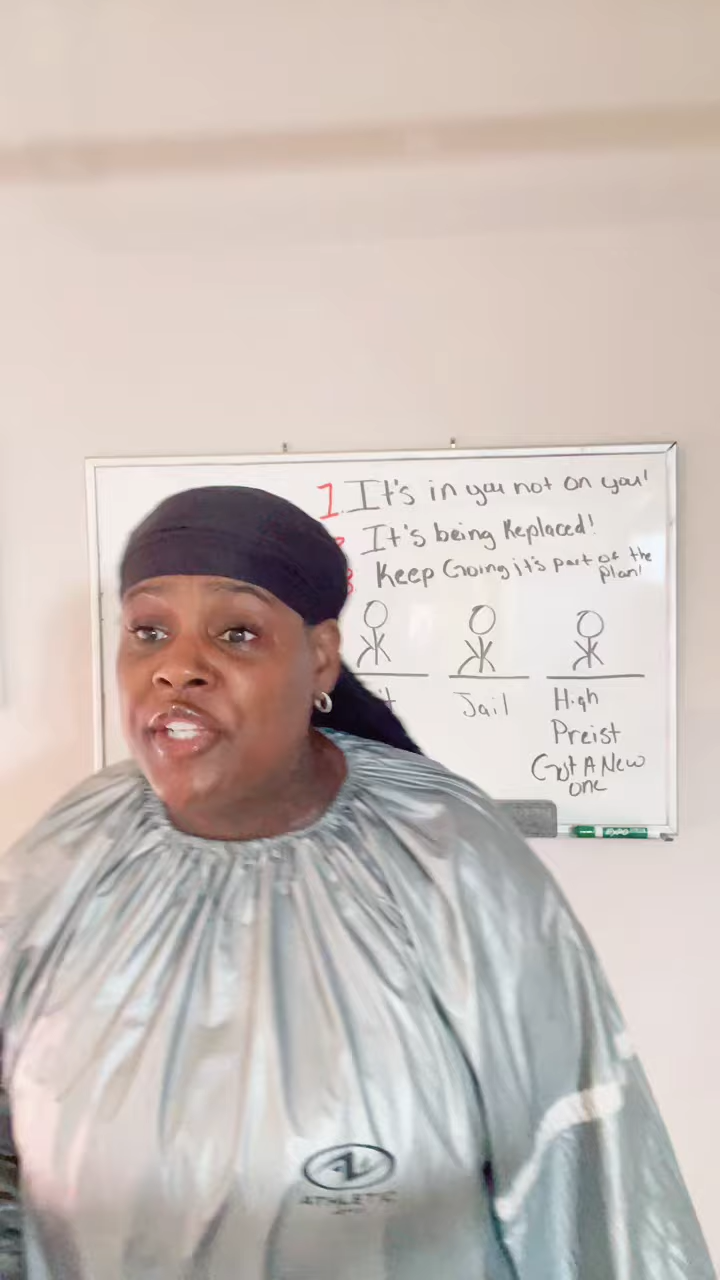 1. It's in you not on you!
It's being Replaced!
3. Keep Going it's part of the
plan!
Jail
High
Preist
Got A New
one
EXPO
ATHLETIC